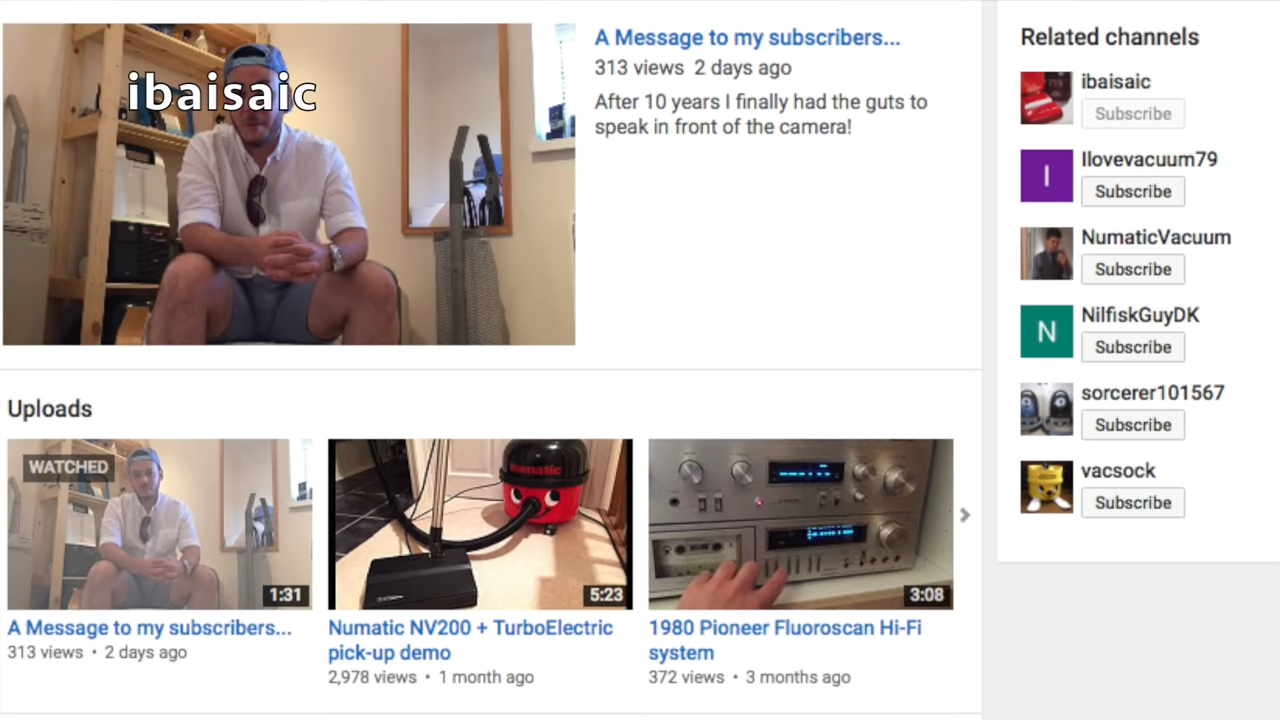 ibaisaic
A Message to my subscribers...
313 views 2 days ago
After 10 years I finally had the guts to
speak in front of the camera!
Uploads
WATCHED
1:31
A Message to my subscribers...
313 views • 2 days ago
Numatic
5:23
Numatic NV200 + TurboElectric
pick-up demo
2,978 views • 1 month ago
3:08
1980 Pioneer Fluoroscan Hi-Fi
system
372 views • 3 months ago
Related channels
ibaisaic
Subscribe
I
Ilovevacuum79
Subscribe
NumaticVacuum
Subscribe
N
NilfiskGuyDK
Subscribe
sorcerer101567
Subscribe
vacsock
Subscribe